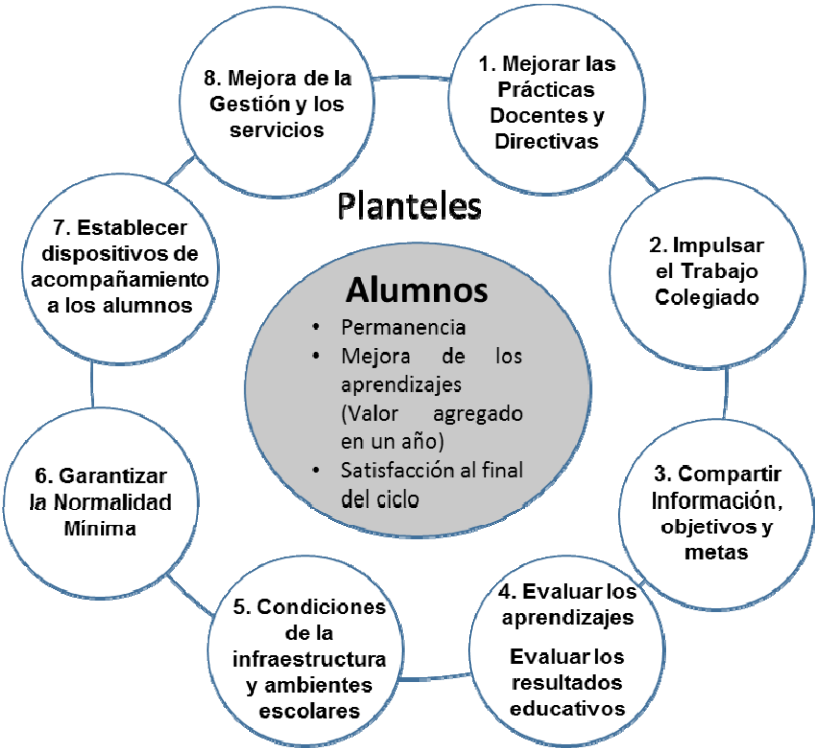 1. Mejorar las
Prácticas
Docentes y
Directivas
2. Impulsar
el Trabajo
Colegiado
3. Compartir
Información,
objetivos y
metas
4. Evaluar los
aprendizajes
Evaluar los
resultados
educativos
5. Condiciones
de la
infraestructura
y ambientes
escolares
6. Garantizar
la Normalidad
Mínima
7. Establecer
dispositivos de
acompañamiento
a los alumnos
8. Mejora de la
Gestión y los
servicios
Planteles
Alumnos
• Permanencia
• Mejora de los
aprendizajes
(Valor agregado
en un año)
• Satisfacción al final
del ciclo